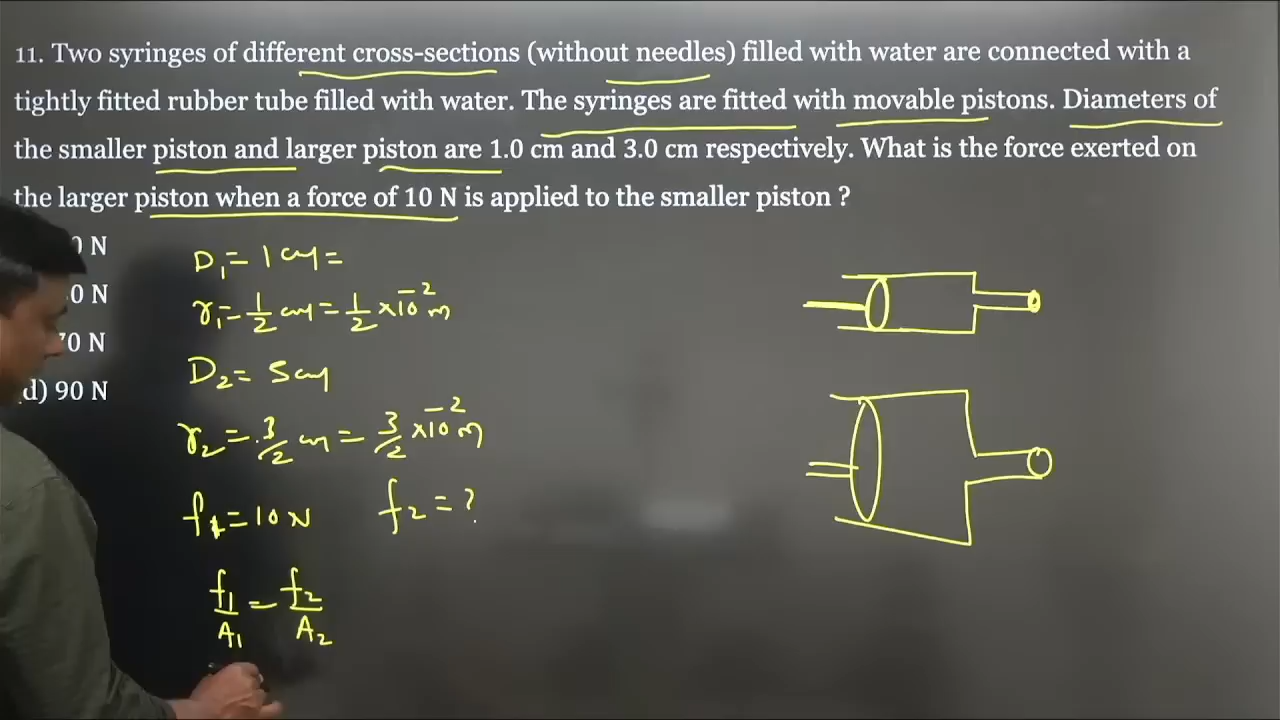 11. Two syringes of different cross-sections (without needles) filled with water are connected with a
tightly fitted rubber tube filled with water. The syringes are fitted with movable pistons. Diameters of
the smaller piston and larger piston are 1.0 cm and 3.0 cm respectively. What is the force exerted on
the larger piston when a force of 10 N is applied to the smaller piston ?
0 N
0 N
70 N
d) 90 N
D₁ = 1 cm =
r₁ = 1/2 cm = 1/2 × 10⁻² m
D₂ = 3 cm
r₂ = 3/2 cm = 3/2 × 10⁻² m
f₁ = 10 N f₂ = ?
f₁/A₁ = f₂/A₂